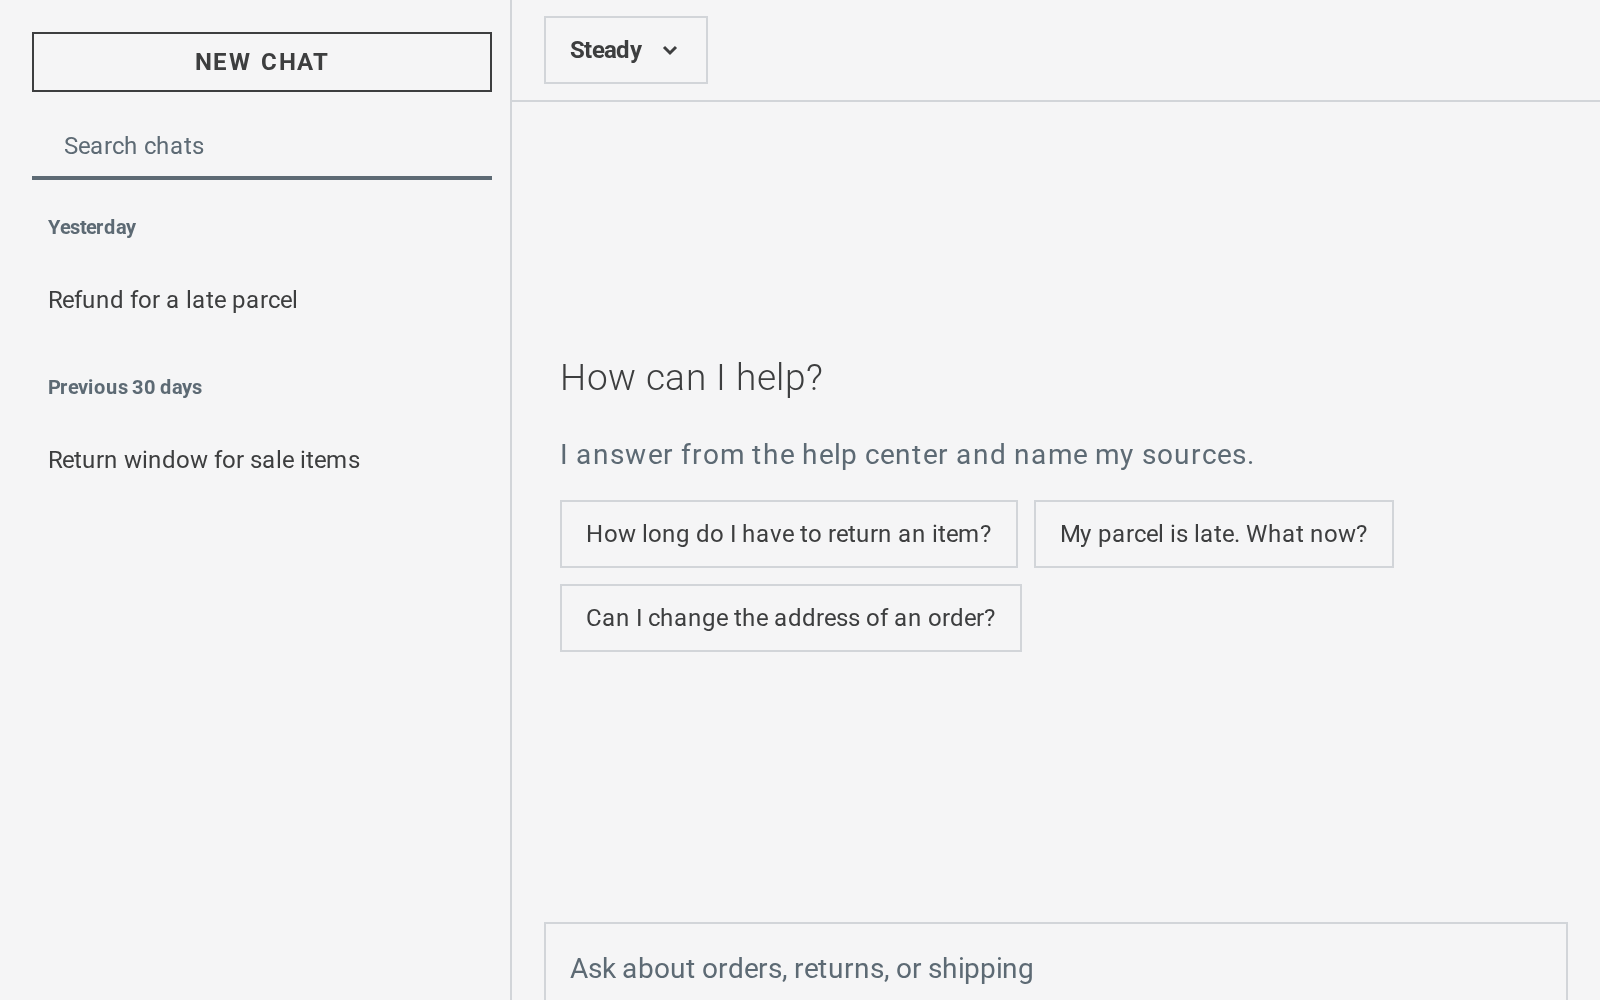 NEW CHAT
Search chats
Yesterday
Refund for a late parcel
Previous 30 days
Return window for sale items
Steady
How can I help?
I answer from the help center and name my sources.
How long do I have to return an item?
My parcel is late. What now?
Can I change the address of an order?
Ask about orders, returns, or shipping